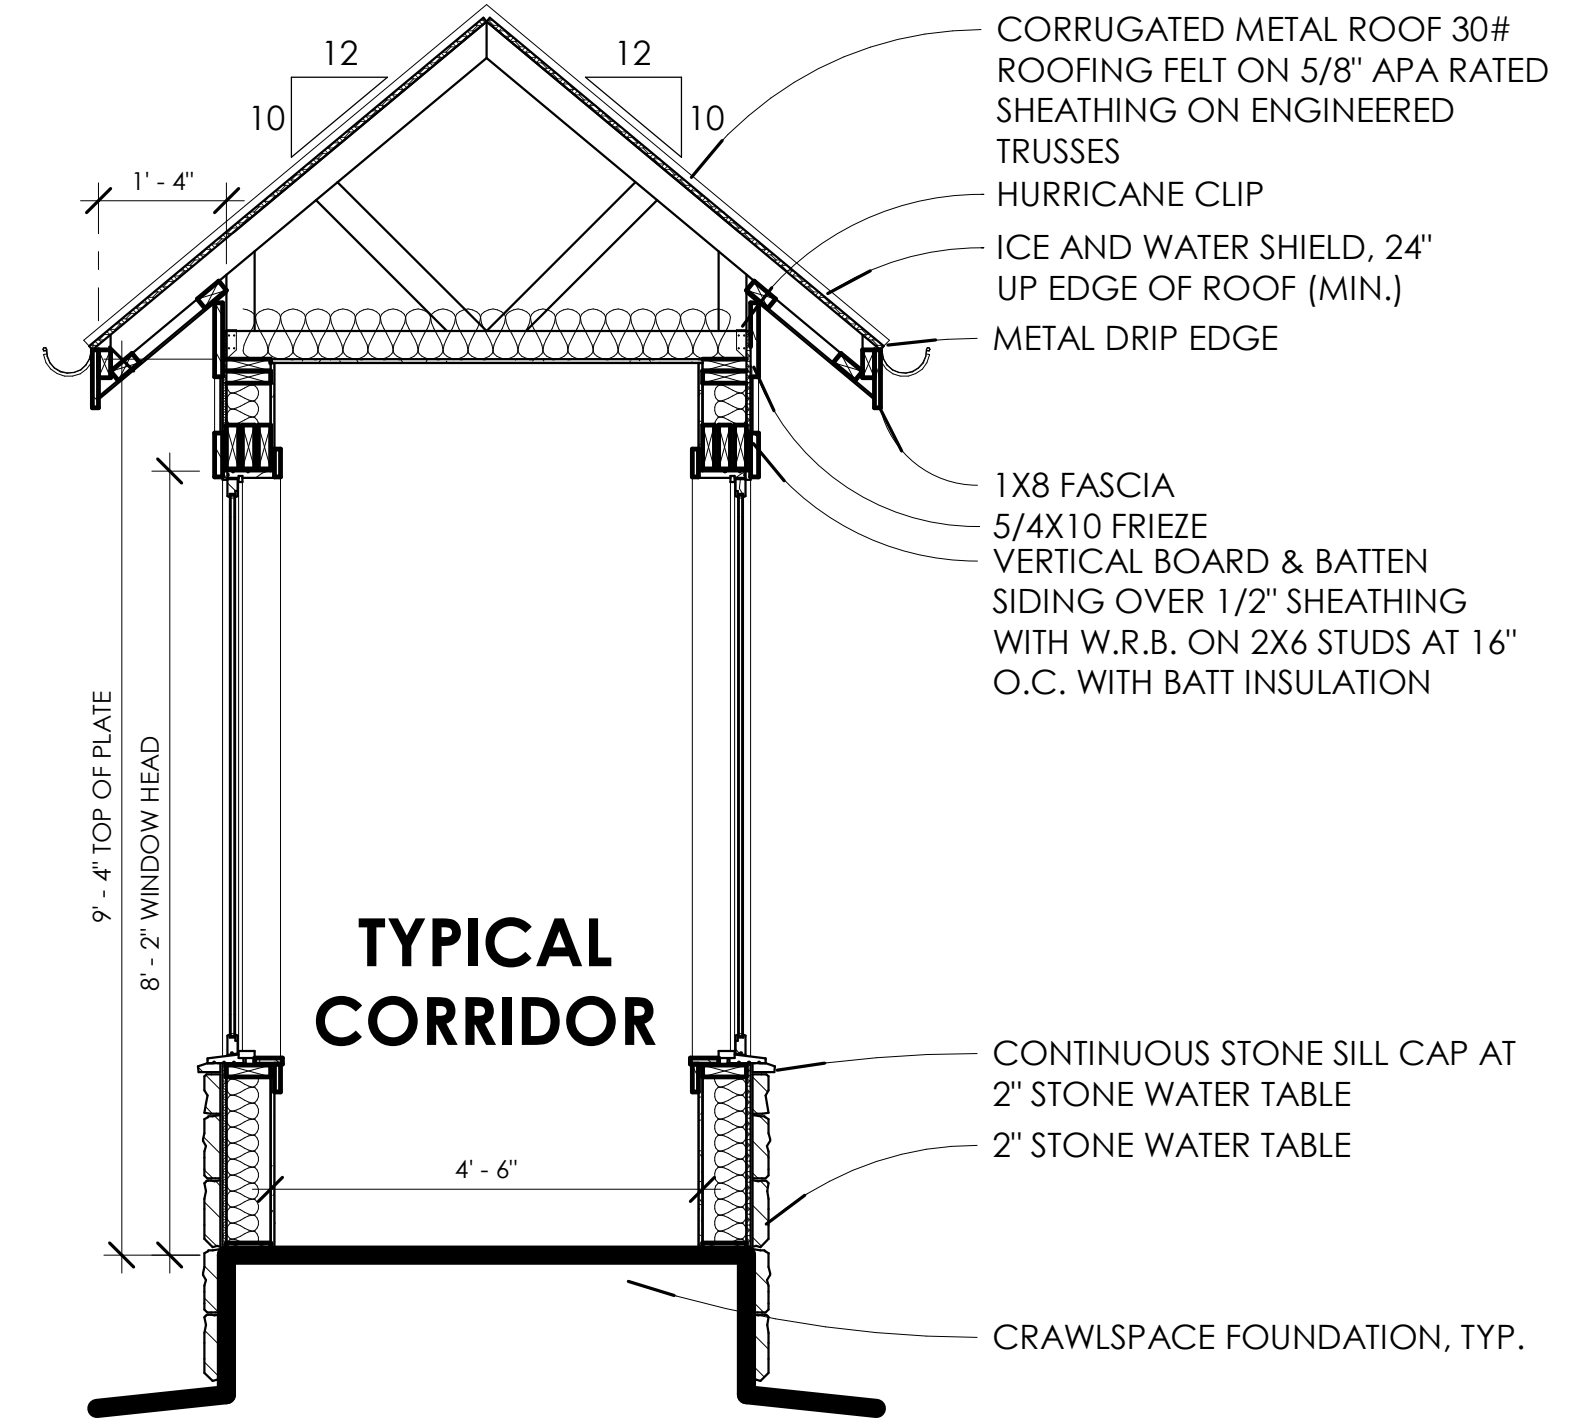 12
12
10
10
1' - 4"
CORRUGATED METAL ROOF 30#
ROOFING FELT ON 5/8" APA RATED
SHEATHING ON ENGINEERED
TRUSSES
HURRICANE CLIP
ICE AND WATER SHIELD, 24"
UP EDGE OF ROOF (MIN.)
METAL DRIP EDGE
1X8 FASCIA
5/4X10 FRIEZE
VERTICAL BOARD & BATTEN
SIDING OVER 1/2" SHEATHING
WITH W.R.B. ON 2X6 STUDS AT 16"
O.C. WITH BATT INSULATION
9' - 4" TOP OF PLATE
8' - 2" WINDOW HEAD
TYPICAL
CORRIDOR
CONTINUOUS STONE SILL CAP AT
2" STONE WATER TABLE
2" STONE WATER TABLE
4' - 6"
CRAWLSPACE FOUNDATION, TYP.